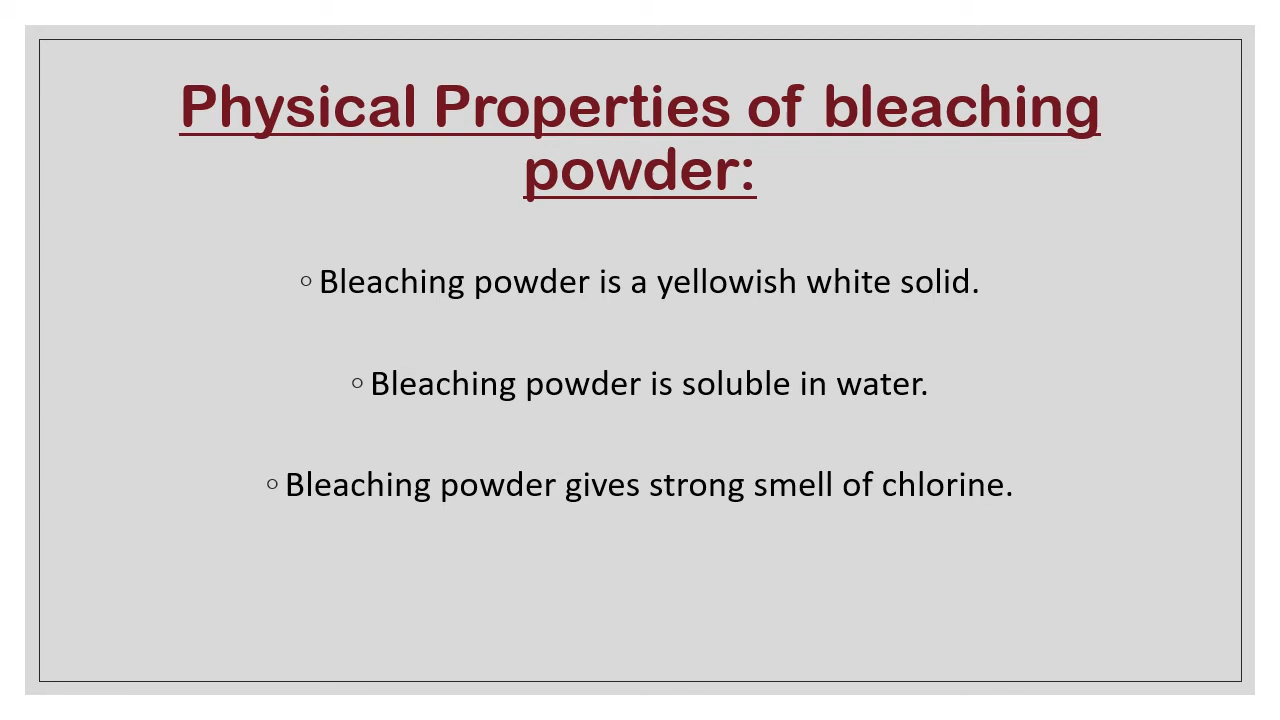 Physical Properties of bleaching
powder:
◦ Bleaching powder is a yellowish white solid.
◦ Bleaching powder is soluble in water.
◦ Bleaching powder gives strong smell of chlorine.